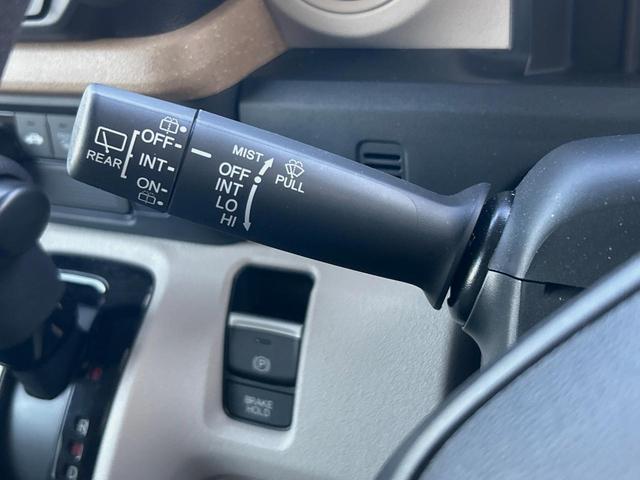 REAR
OFF
INT
ON
MIST
OFF
INT
LO
HI
PULL
P
BRAKE
HOLD
R
N
D